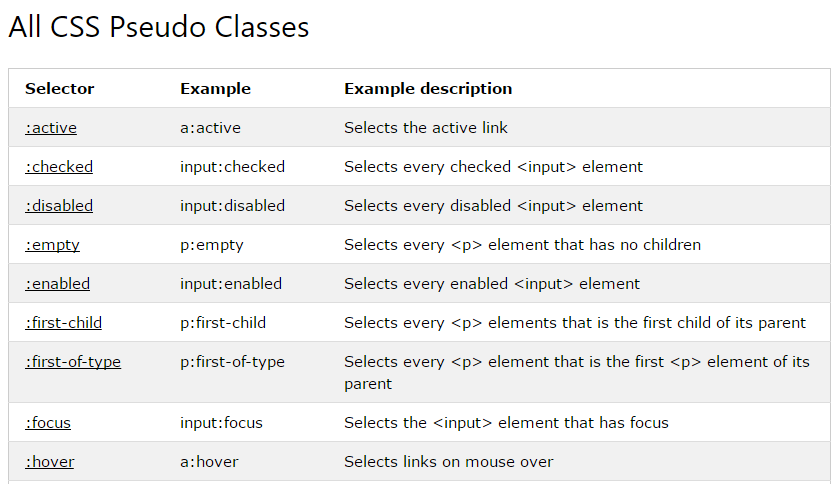 All CSS Pseudo Classes
Selector Example Example description
:active a:active Selects the active link
:checked input:checked Selects every checked <input> element
:disabled input:disabled Selects every disabled <input> element
:empty p:empty Selects every <p> element that has no children
:enabled input:enabled Selects every enabled <input> element
:first-child p:first-child Selects every <p> elements that is the first child of its parent
:first-of-type p:first-of-type Selects every <p> element that is the first <p> element of its
parent
:focus input:focus Selects the <input> element that has focus
:hover a:hover Selects links on mouse over